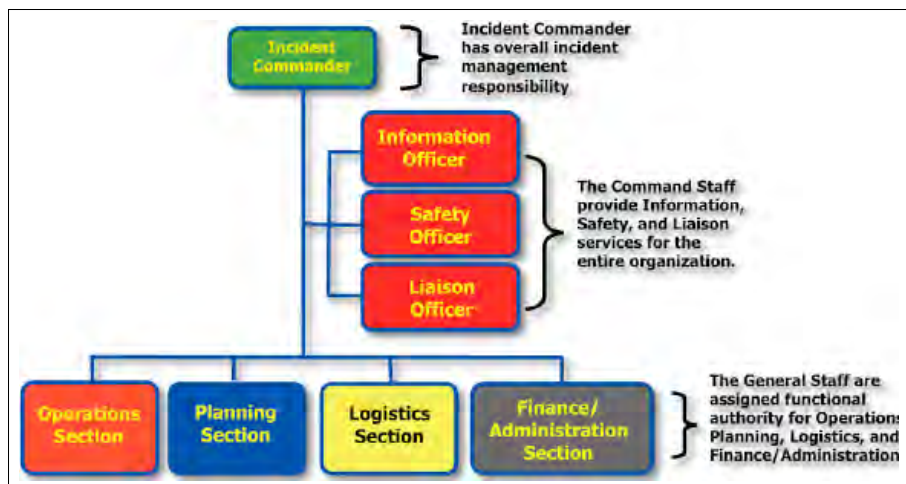 Incident
Commander
Incident Commander
has overall incident
management
responsibility
Information
Officer
Safety
Officer
Liaison
Officer
The Command Staff
provide Information,
Safety, and Liaison
services for the
entire organization.
Operations
Section
Planning
Section
Logistics
Section
Finance/
Administration
Section
The General Staff are
assigned functional
authority for Operations
Planning, Logistics, and
Finance/Administration